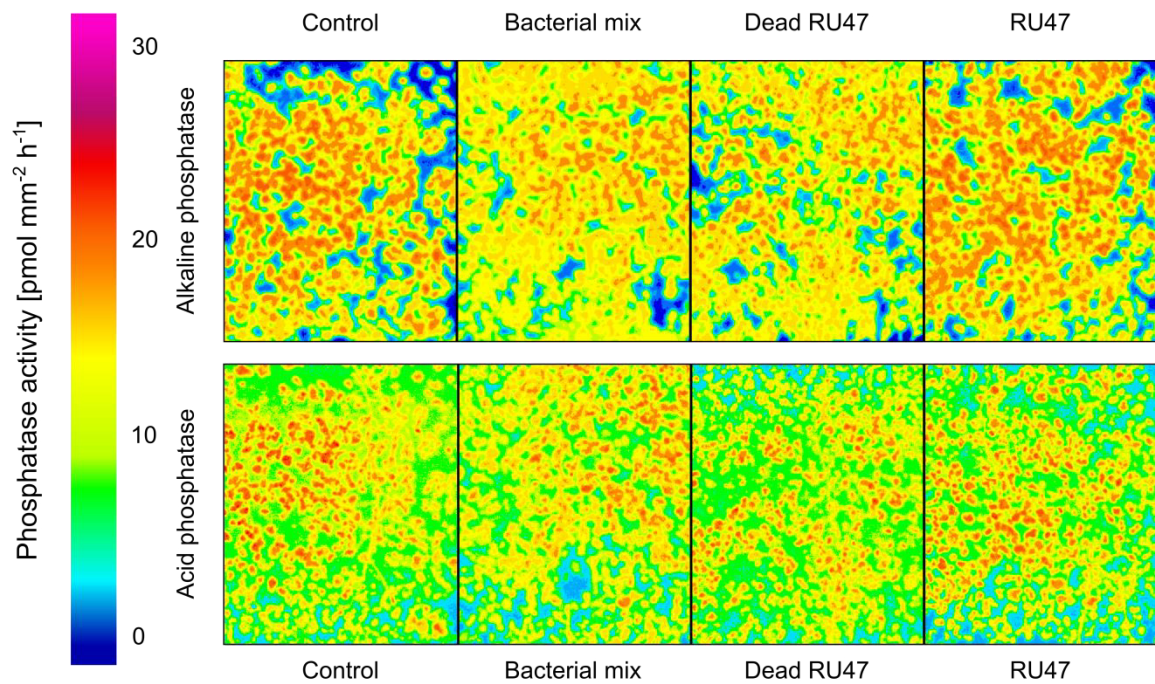 Control Bacterial mix Dead RU47 RU47
Phosphatase activity [pmol mm⁻² h⁻¹]
30
20
10
0
Alkaline phosphatase
Acid phosphatase
Control Bacterial mix Dead RU47 RU47